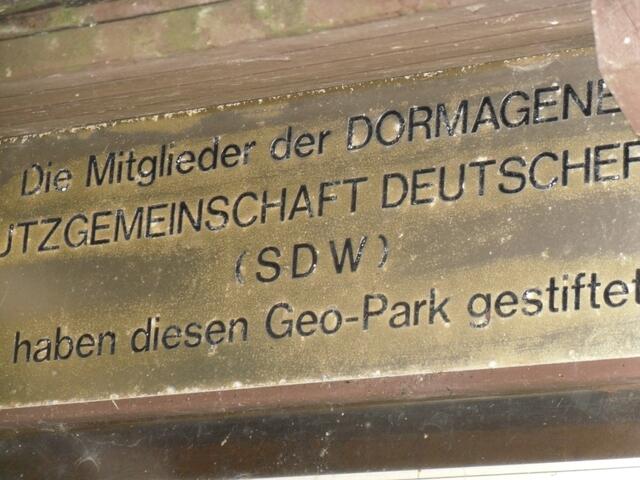 Die Mitglieder der DORMAGENE
UTZGEMEINSCHAFT DEUTSCHER
(SDW)
haben diesen Geo-Park gestiftet